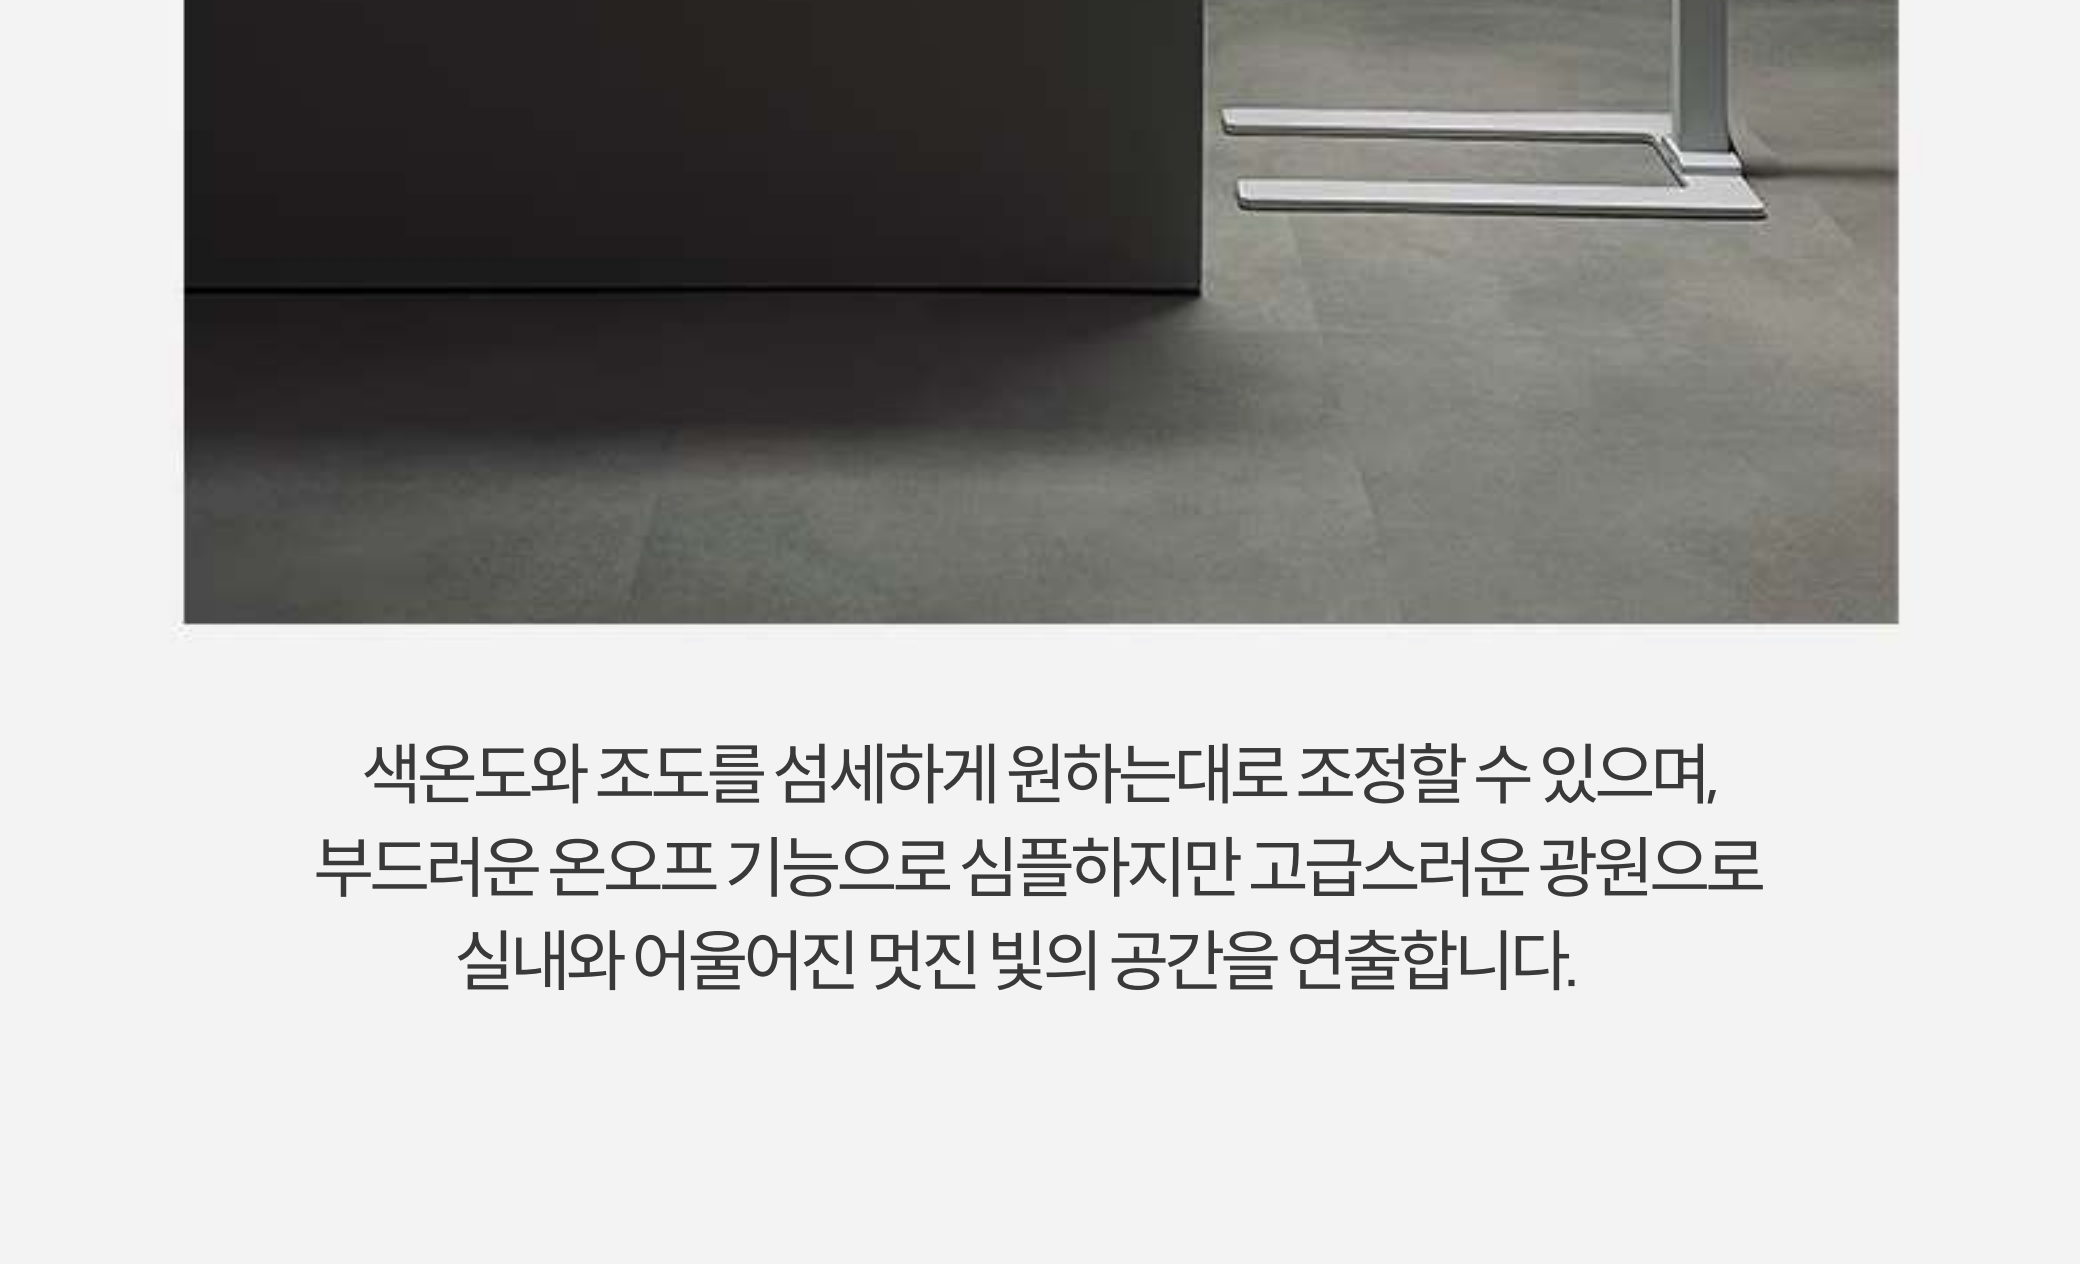 색온도와 조도를 섬세하게 원하는대로 조정할 수 있으며,
부드러운 온오프 기능으로 심플하지만 고급스러운 광원으로
실내와 어울어진 멋진 빛의 공간을 연출합니다.